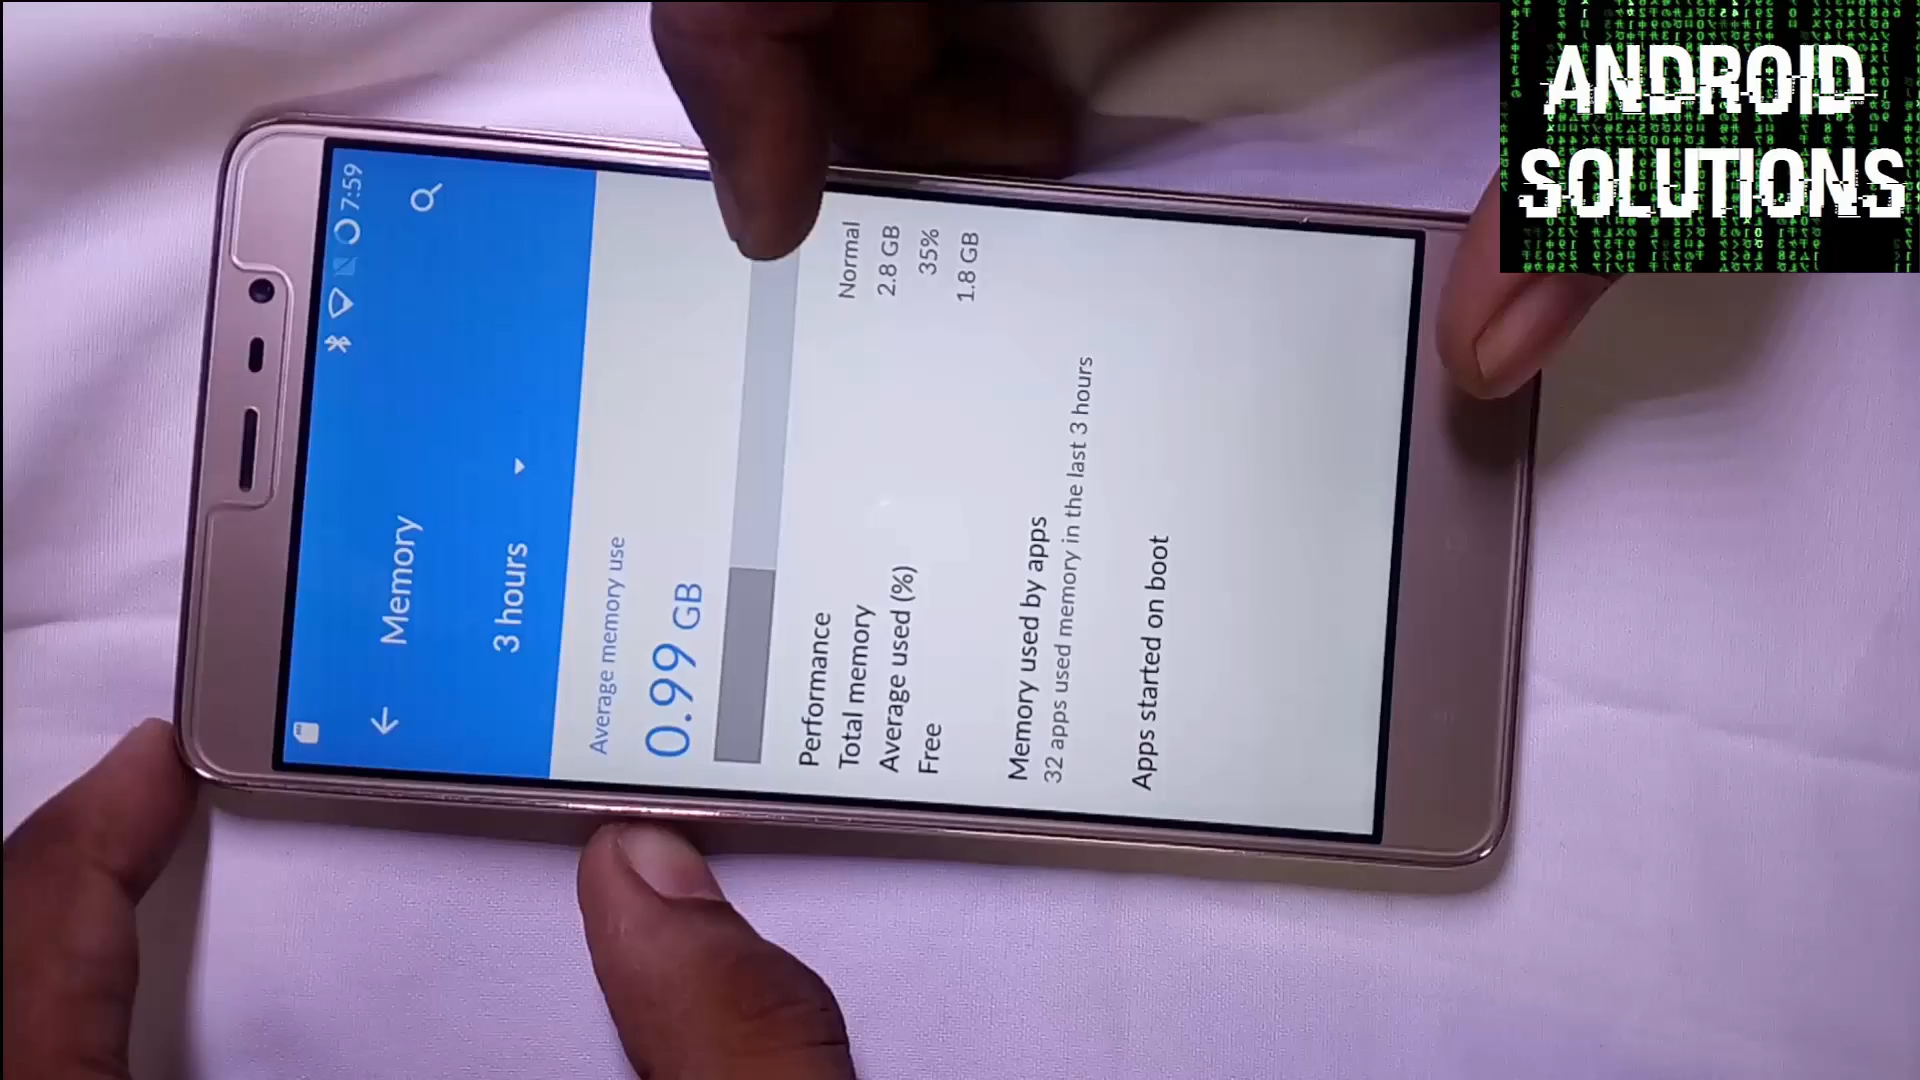 7:59
Memory
3 hours
Average memory use
0.99 GB
Performance Normal
Total memory 2.8 GB
Average used (%) 35%
Free 1.8 GB
Memory used by apps
32 apps used memory in the last 3 hours
Apps started on boot
ANDROID
SOLUTIONS